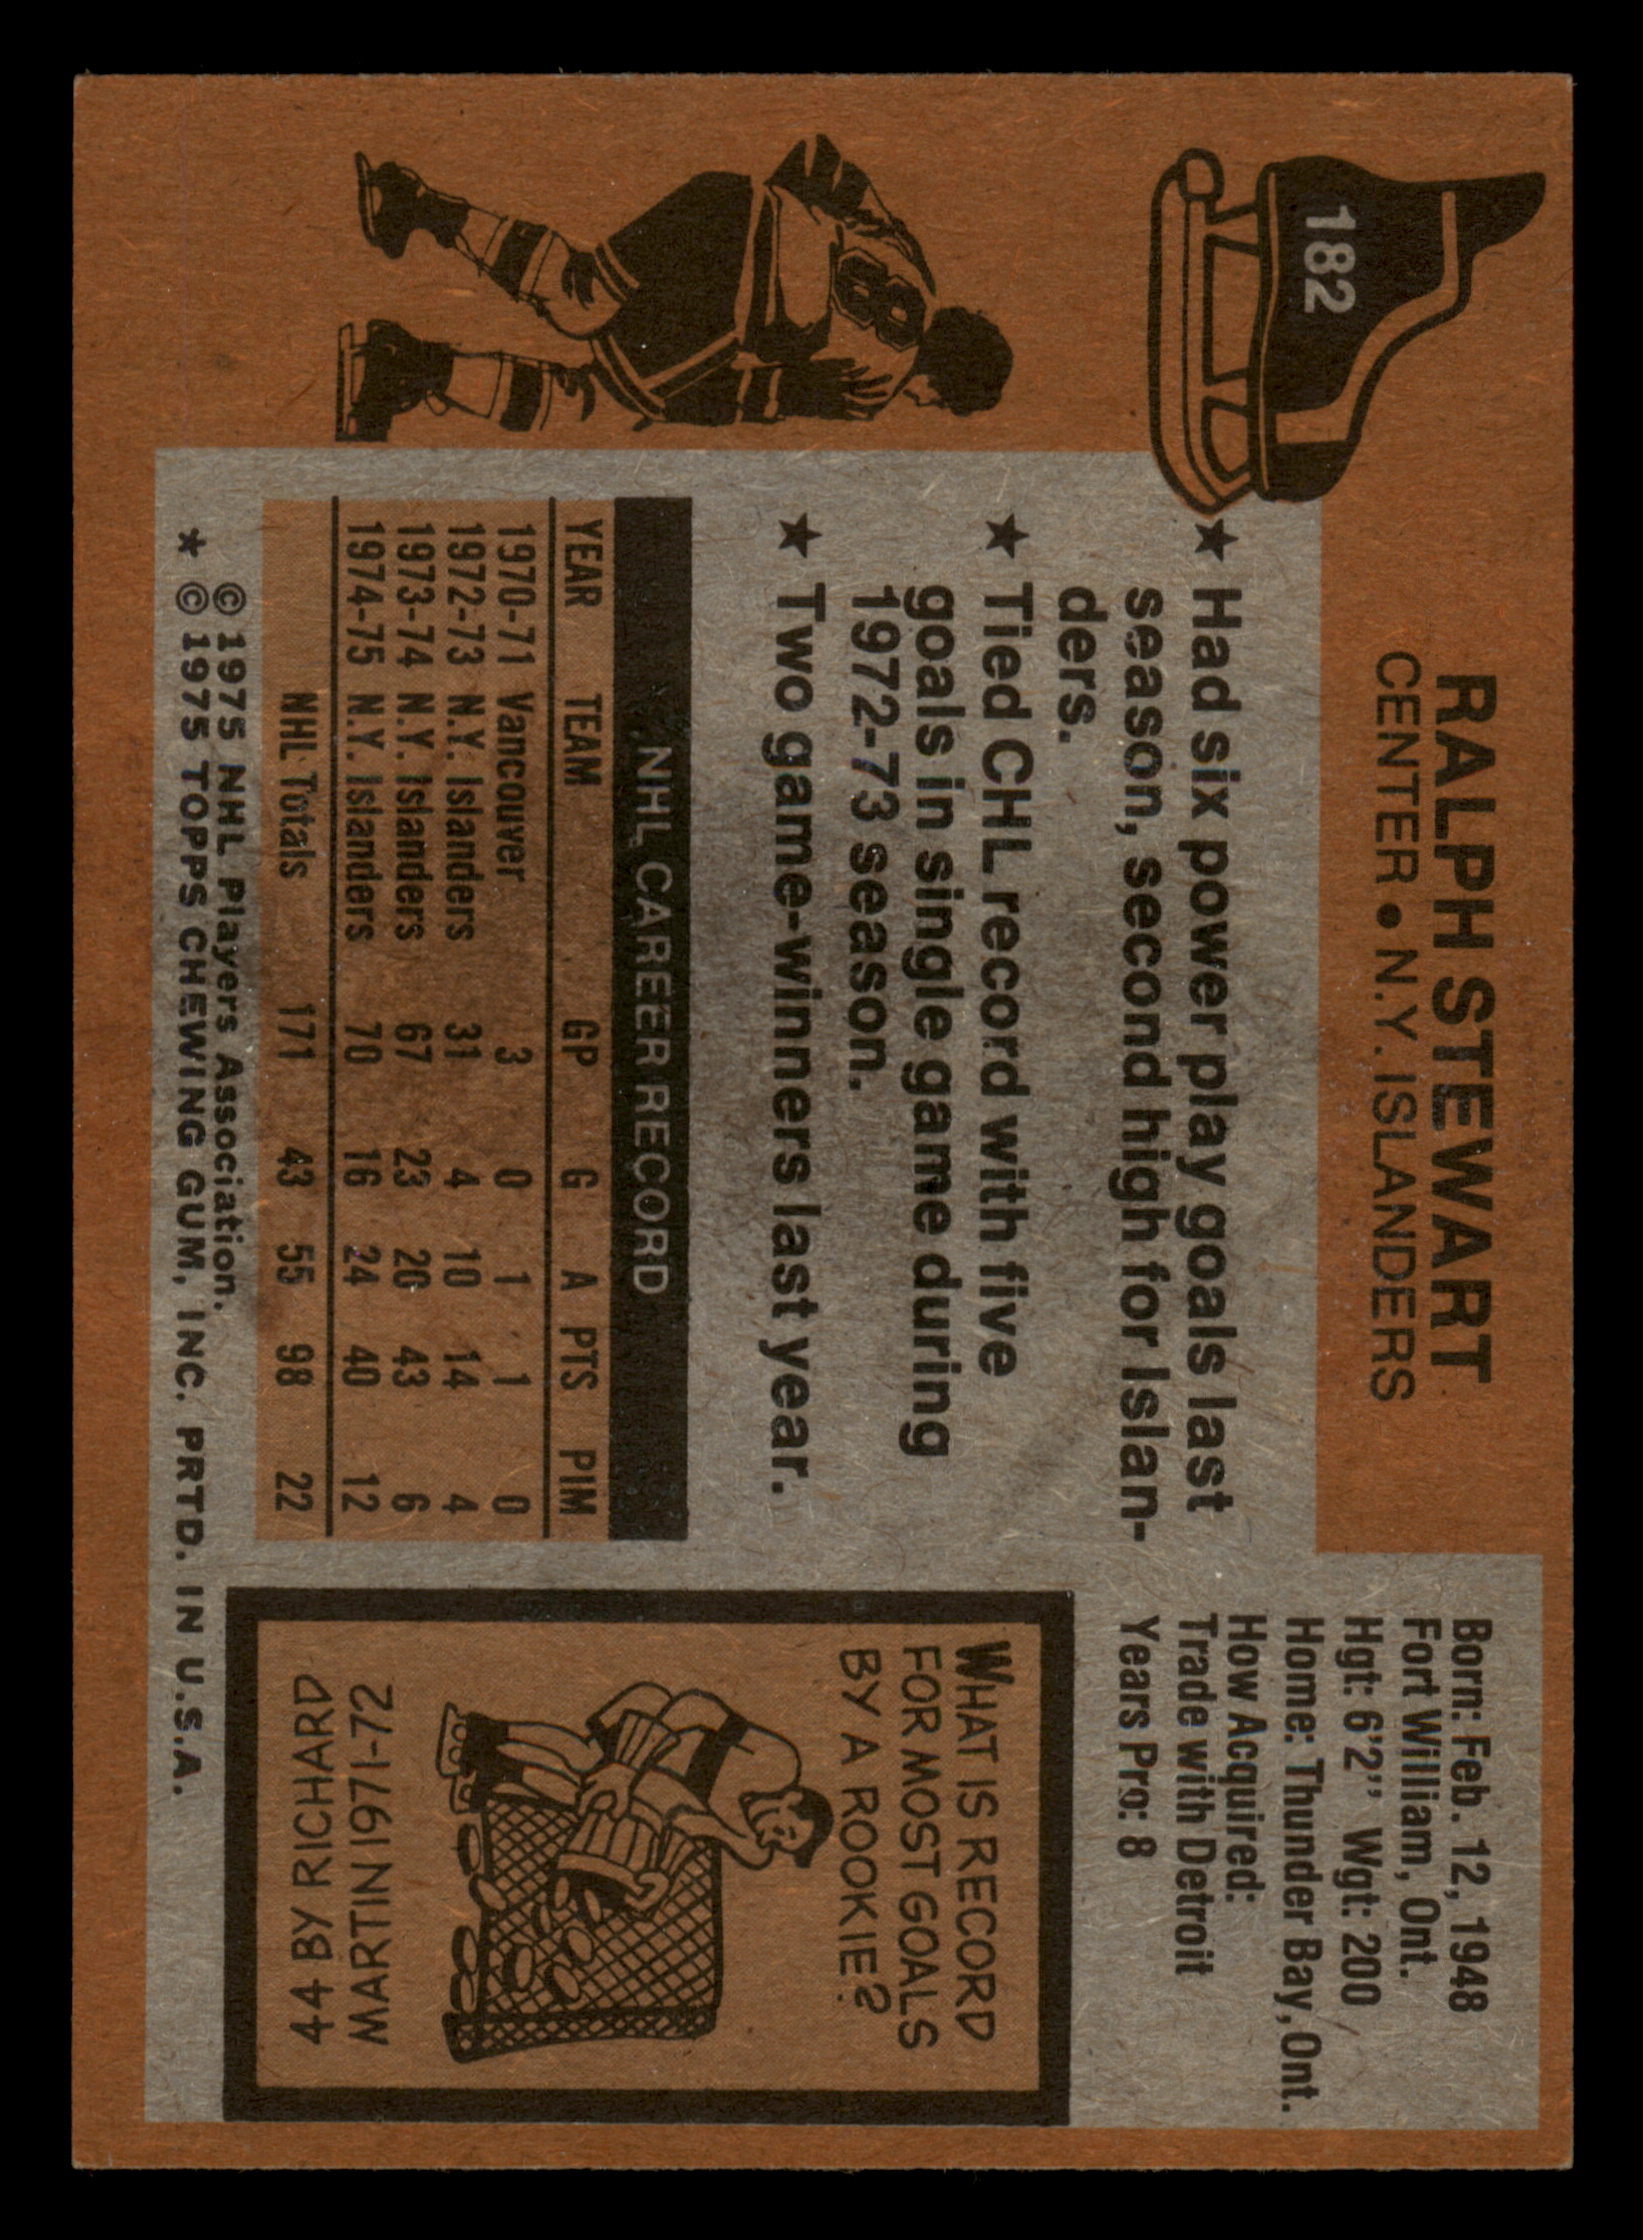 182
RALPH STEWART
CENTER ● N.Y. ISLANDERS
Born: Feb. 12, 1948
Fort William, Ont.
Hgt: 6'2" Wgt: 200
Home: Thunder Bay, Ont.
How Acquired:
Trade with Detroit
Years Pro: 8
★ Had six power play goals last
season, second high for Islan-
ders.
★ Tied CHL record with five
goals in single game during
1972-73 season.
★ Two game-winners last year.
NHL CAREER RECORD
YEAR TEAM GP G A PTS PIM
1970-71 Vancouver 3 0 1 1 0
1972-73 N.Y. Islanders 31 4 10 14 4
1973-74 N.Y. Islanders 67 23 20 43 6
1974-75 N.Y. Islanders 70 16 24 40 12
NHL Totals 171 43 55 98 22
© 1975 NHL Players Association.
* © 1975 TOPPS CHEWING GUM, INC. PRTD. IN U.S.A.
WHAT IS RECORD
FOR MOST GOALS
BY A ROOKIE?
44 BY RICHARD
MARTIN 1971-72
8